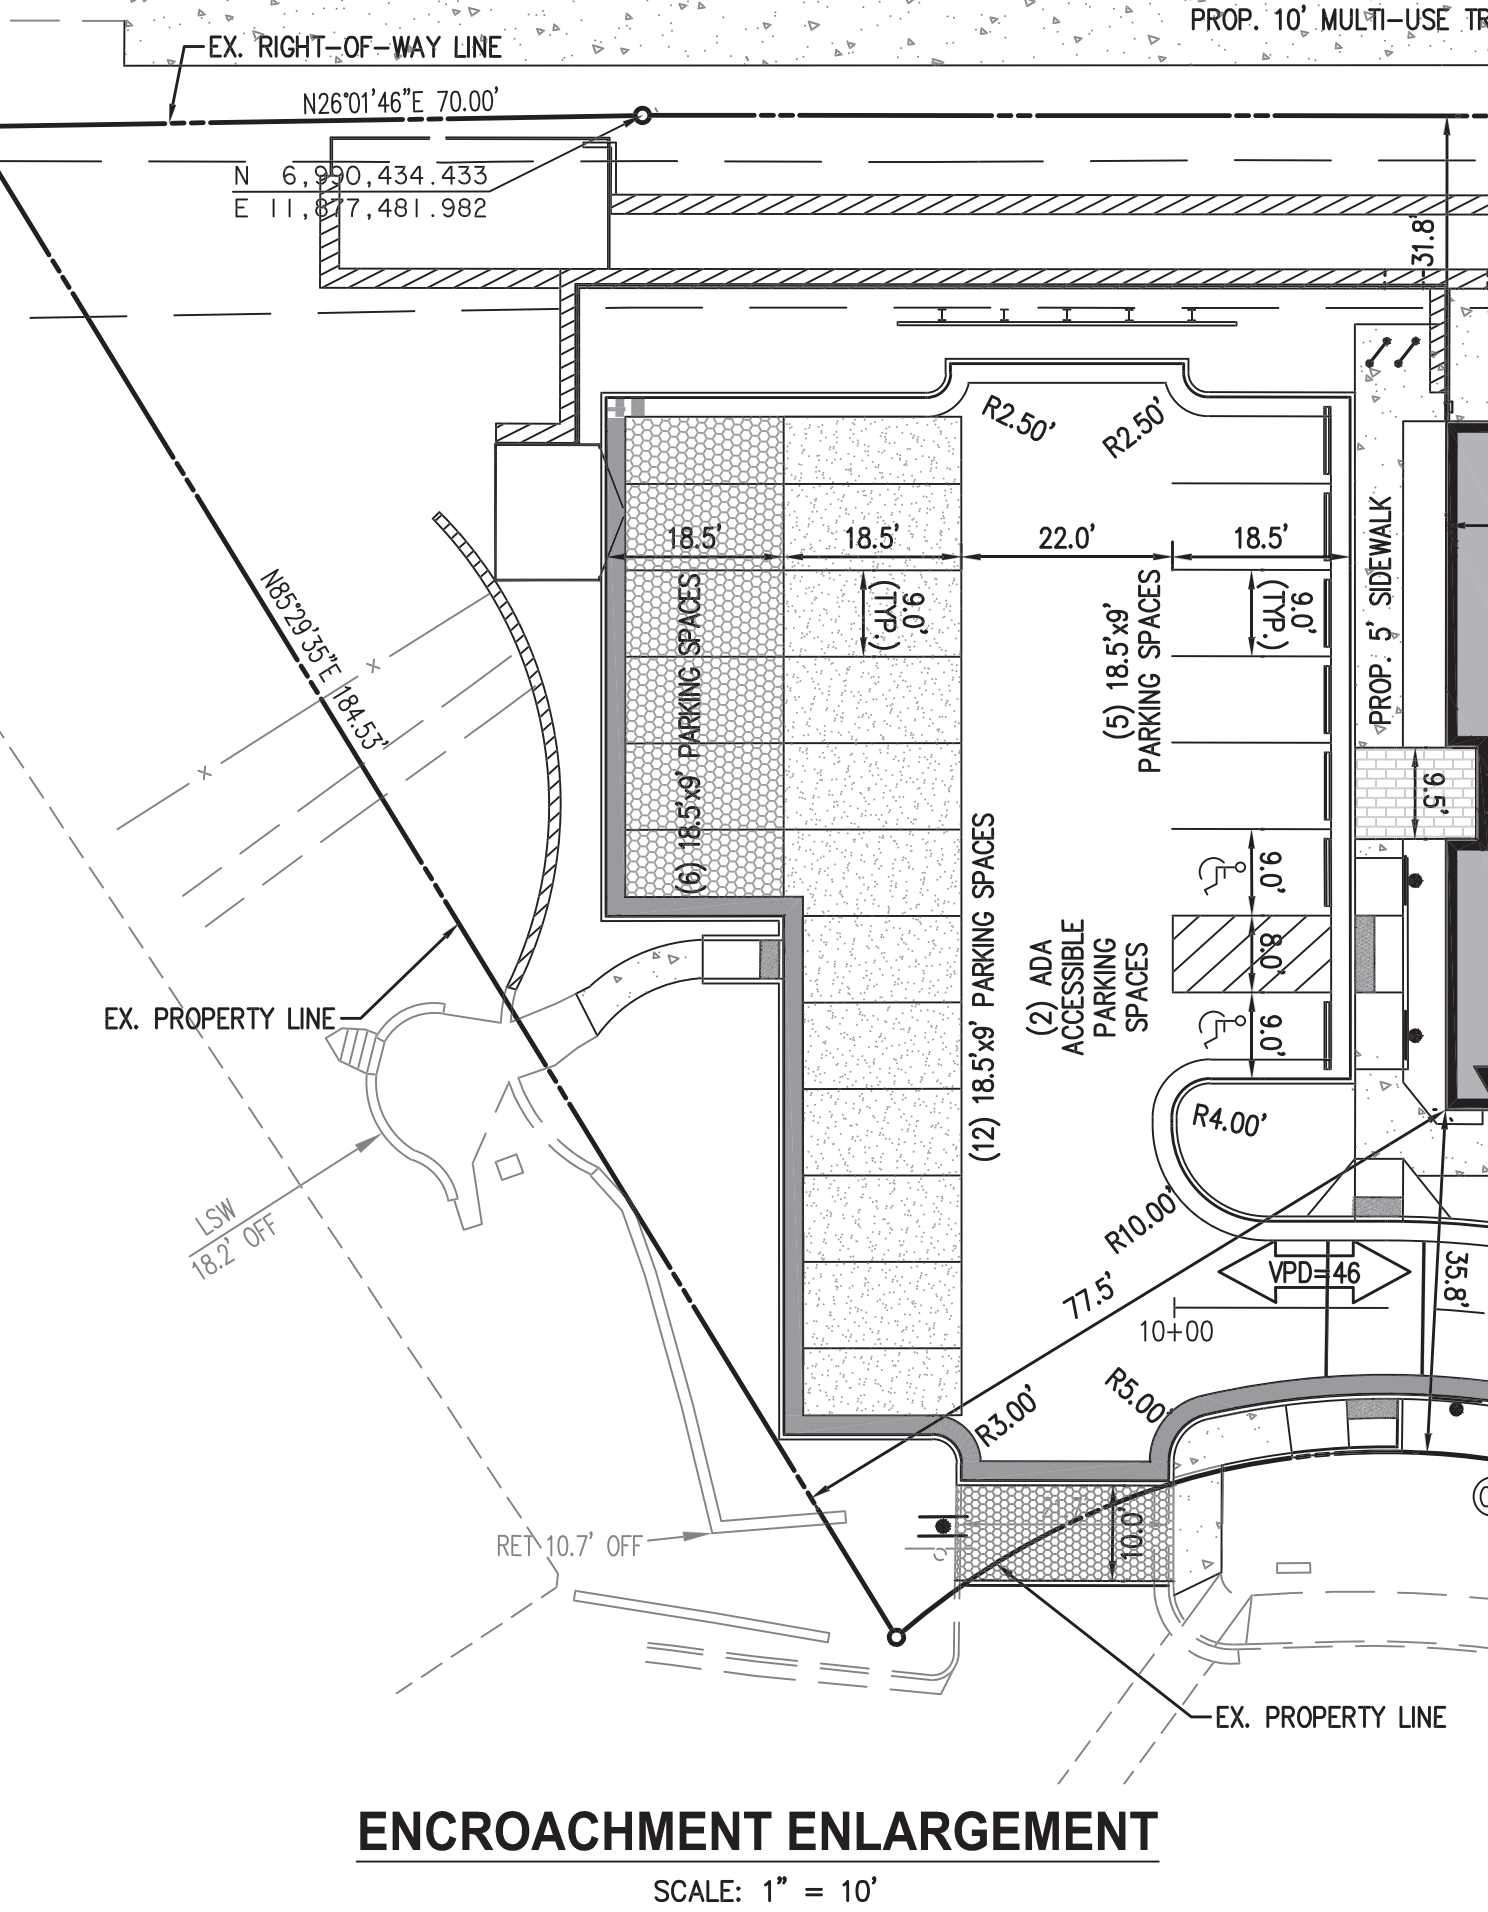 PROP. 10' MULTI-USE TR
EX. RIGHT-OF-WAY LINE
N26°01'46"E 70.00'
N 6,990,434.433
E 11,877,481.982
31.8'
R2.50'
R2.50'
18.5'
18.5'
22.0'
18.5'
9.0'
(TYP.)
9.0'
(TYP.)
(6) 18.5'x9' PARKING SPACES
(5) 18.5'x9'
PARKING SPACES
PROP. 5' SIDEWALK
N85°29'35"E 184.53'
9.5'
9.0'
8.0'
9.0'
(12) 18.5'x9' PARKING SPACES
(2) ADA
ACCESSIBLE
PARKING
SPACES
EX. PROPERTY LINE
R4.00'
LSW
18.2' OFF
R10.00'
77.5'
VPD=46
35.8'
10+00
R3.00'
R5.00'
RET 10.7' OFF
10.0'
EX. PROPERTY LINE
ENCROACHMENT ENLARGEMENT
SCALE: 1" = 10'